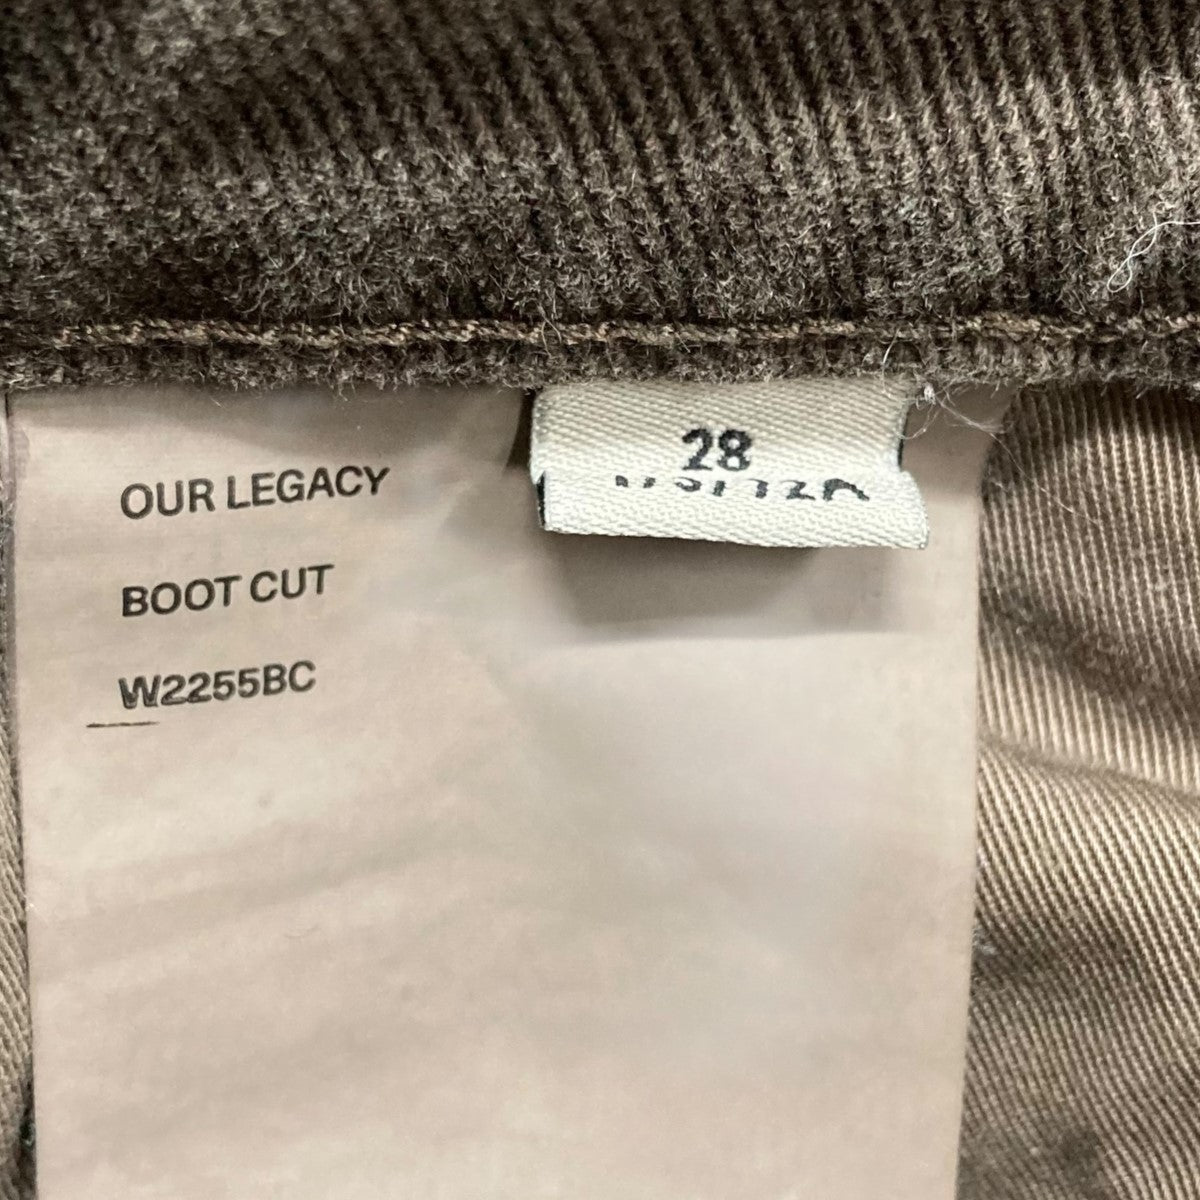 28
OUR LEGACY
BOOT CUT
W2255BC